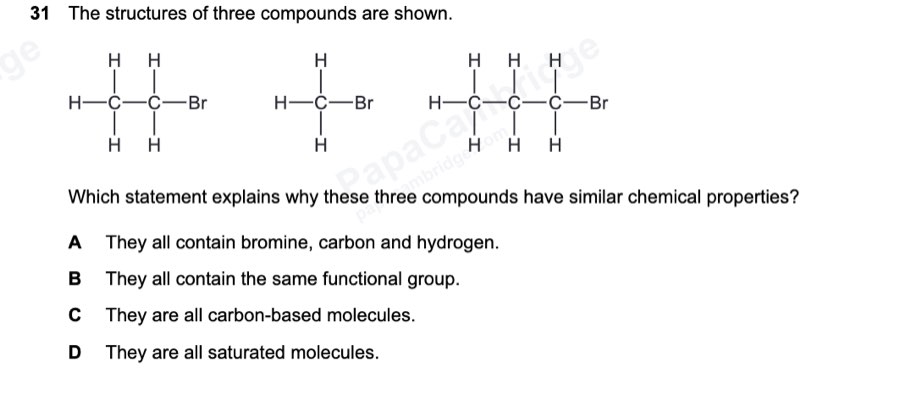 31 The structures of three compounds are shown.
H H H H H H
H C C Br H C Br H C C C Br
H H H H H H
Which statement explains why these three compounds have similar chemical properties?
A They all contain bromine, carbon and hydrogen.
B They all contain the same functional group.
C They are all carbon-based molecules.
D They are all saturated molecules.
PapaCambridge